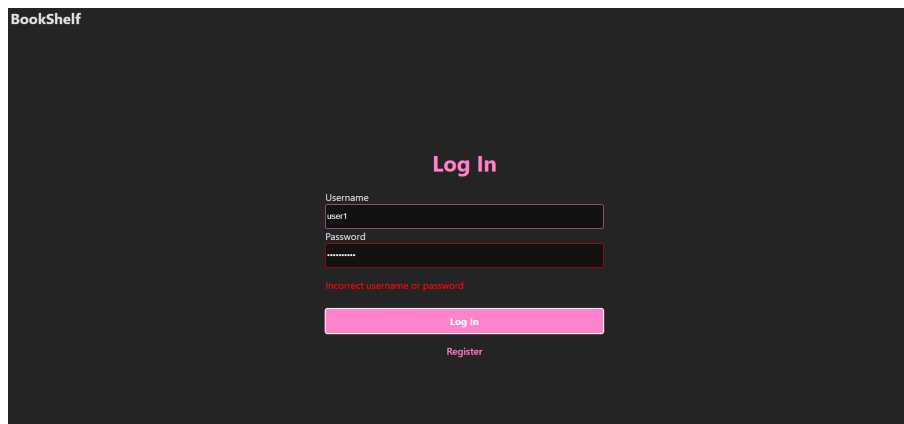 BookShelf
Log In
Username
user1
Password
••••••••••
Incorrect username or password
Log In
Register